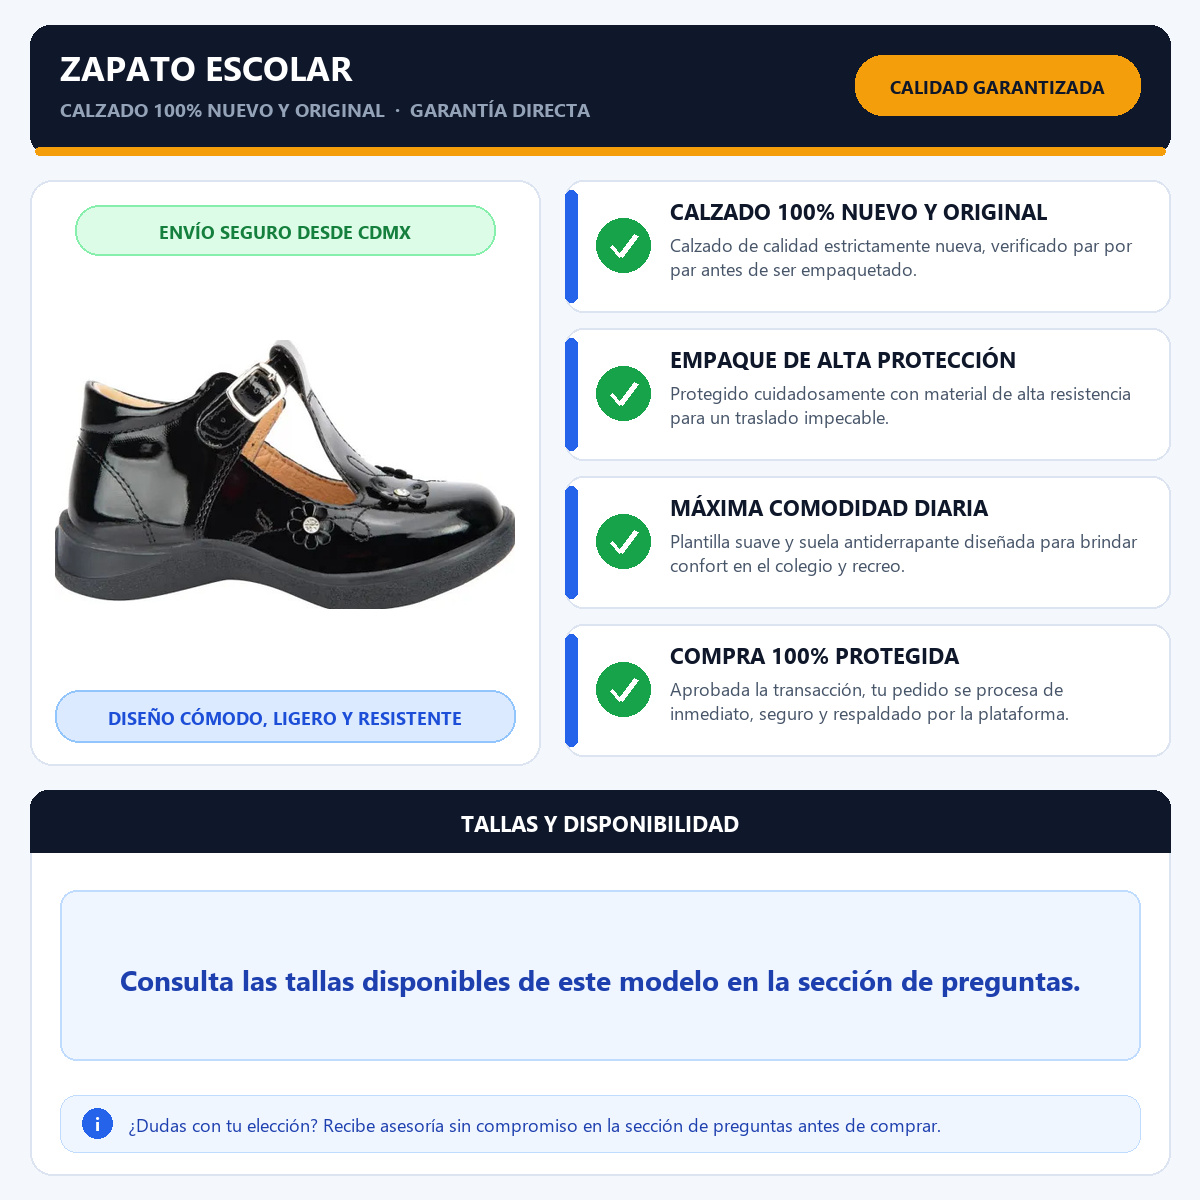 ZAPATO ESCOLAR
CALZADO 100% NUEVO Y ORIGINAL · GARANTÍA DIRECTA
CALIDAD GARANTIZADA
ENVÍO SEGURO DESDE CDMX
DISEÑO CÓMODO, LIGERO Y RESISTENTE
CALZADO 100% NUEVO Y ORIGINAL
Calzado de calidad estrictamente nueva, verificado par por
par antes de ser empaquetado.
EMPAQUE DE ALTA PROTECCIÓN
Protegido cuidadosamente con material de alta resistencia
para un traslado impecable.
MÁXIMA COMODIDAD DIARIA
Plantilla suave y suela antiderrapante diseñada para brindar
confort en el colegio y recreo.
COMPRA 100% PROTEGIDA
Aprobada la transacción, tu pedido se procesa de
inmediato, seguro y respaldado por la plataforma.
TALLAS Y DISPONIBILIDAD
Consulta las tallas disponibles de este modelo en la sección de preguntas.
i
¿Dudas con tu elección? Recibe asesoría sin compromiso en la sección de preguntas antes de comprar.